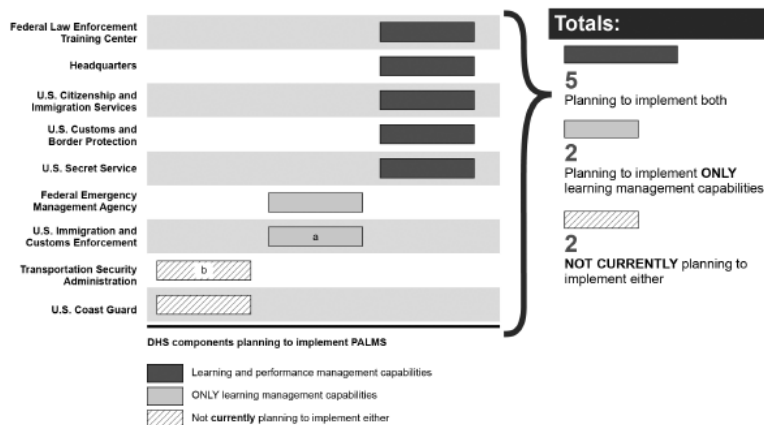 Federal Law Enforcement
Training Center
Headquarters
U.S. Citizenship and
Immigration Services
U.S. Customs and
Border Protection
U.S. Secret Service
Federal Emergency
Management Agency
U.S. Immigration and
Customs Enforcement
a
Transportation Security
Administration
b
U.S. Coast Guard
DHS components planning to implement PALMS
Learning and performance management capabilities
ONLY learning management capabilities
Not currently planning to implement either
Totals:
5
Planning to implement both
2
Planning to implement ONLY
learning management capabilities
2
NOT CURRENTLY planning to
implement either